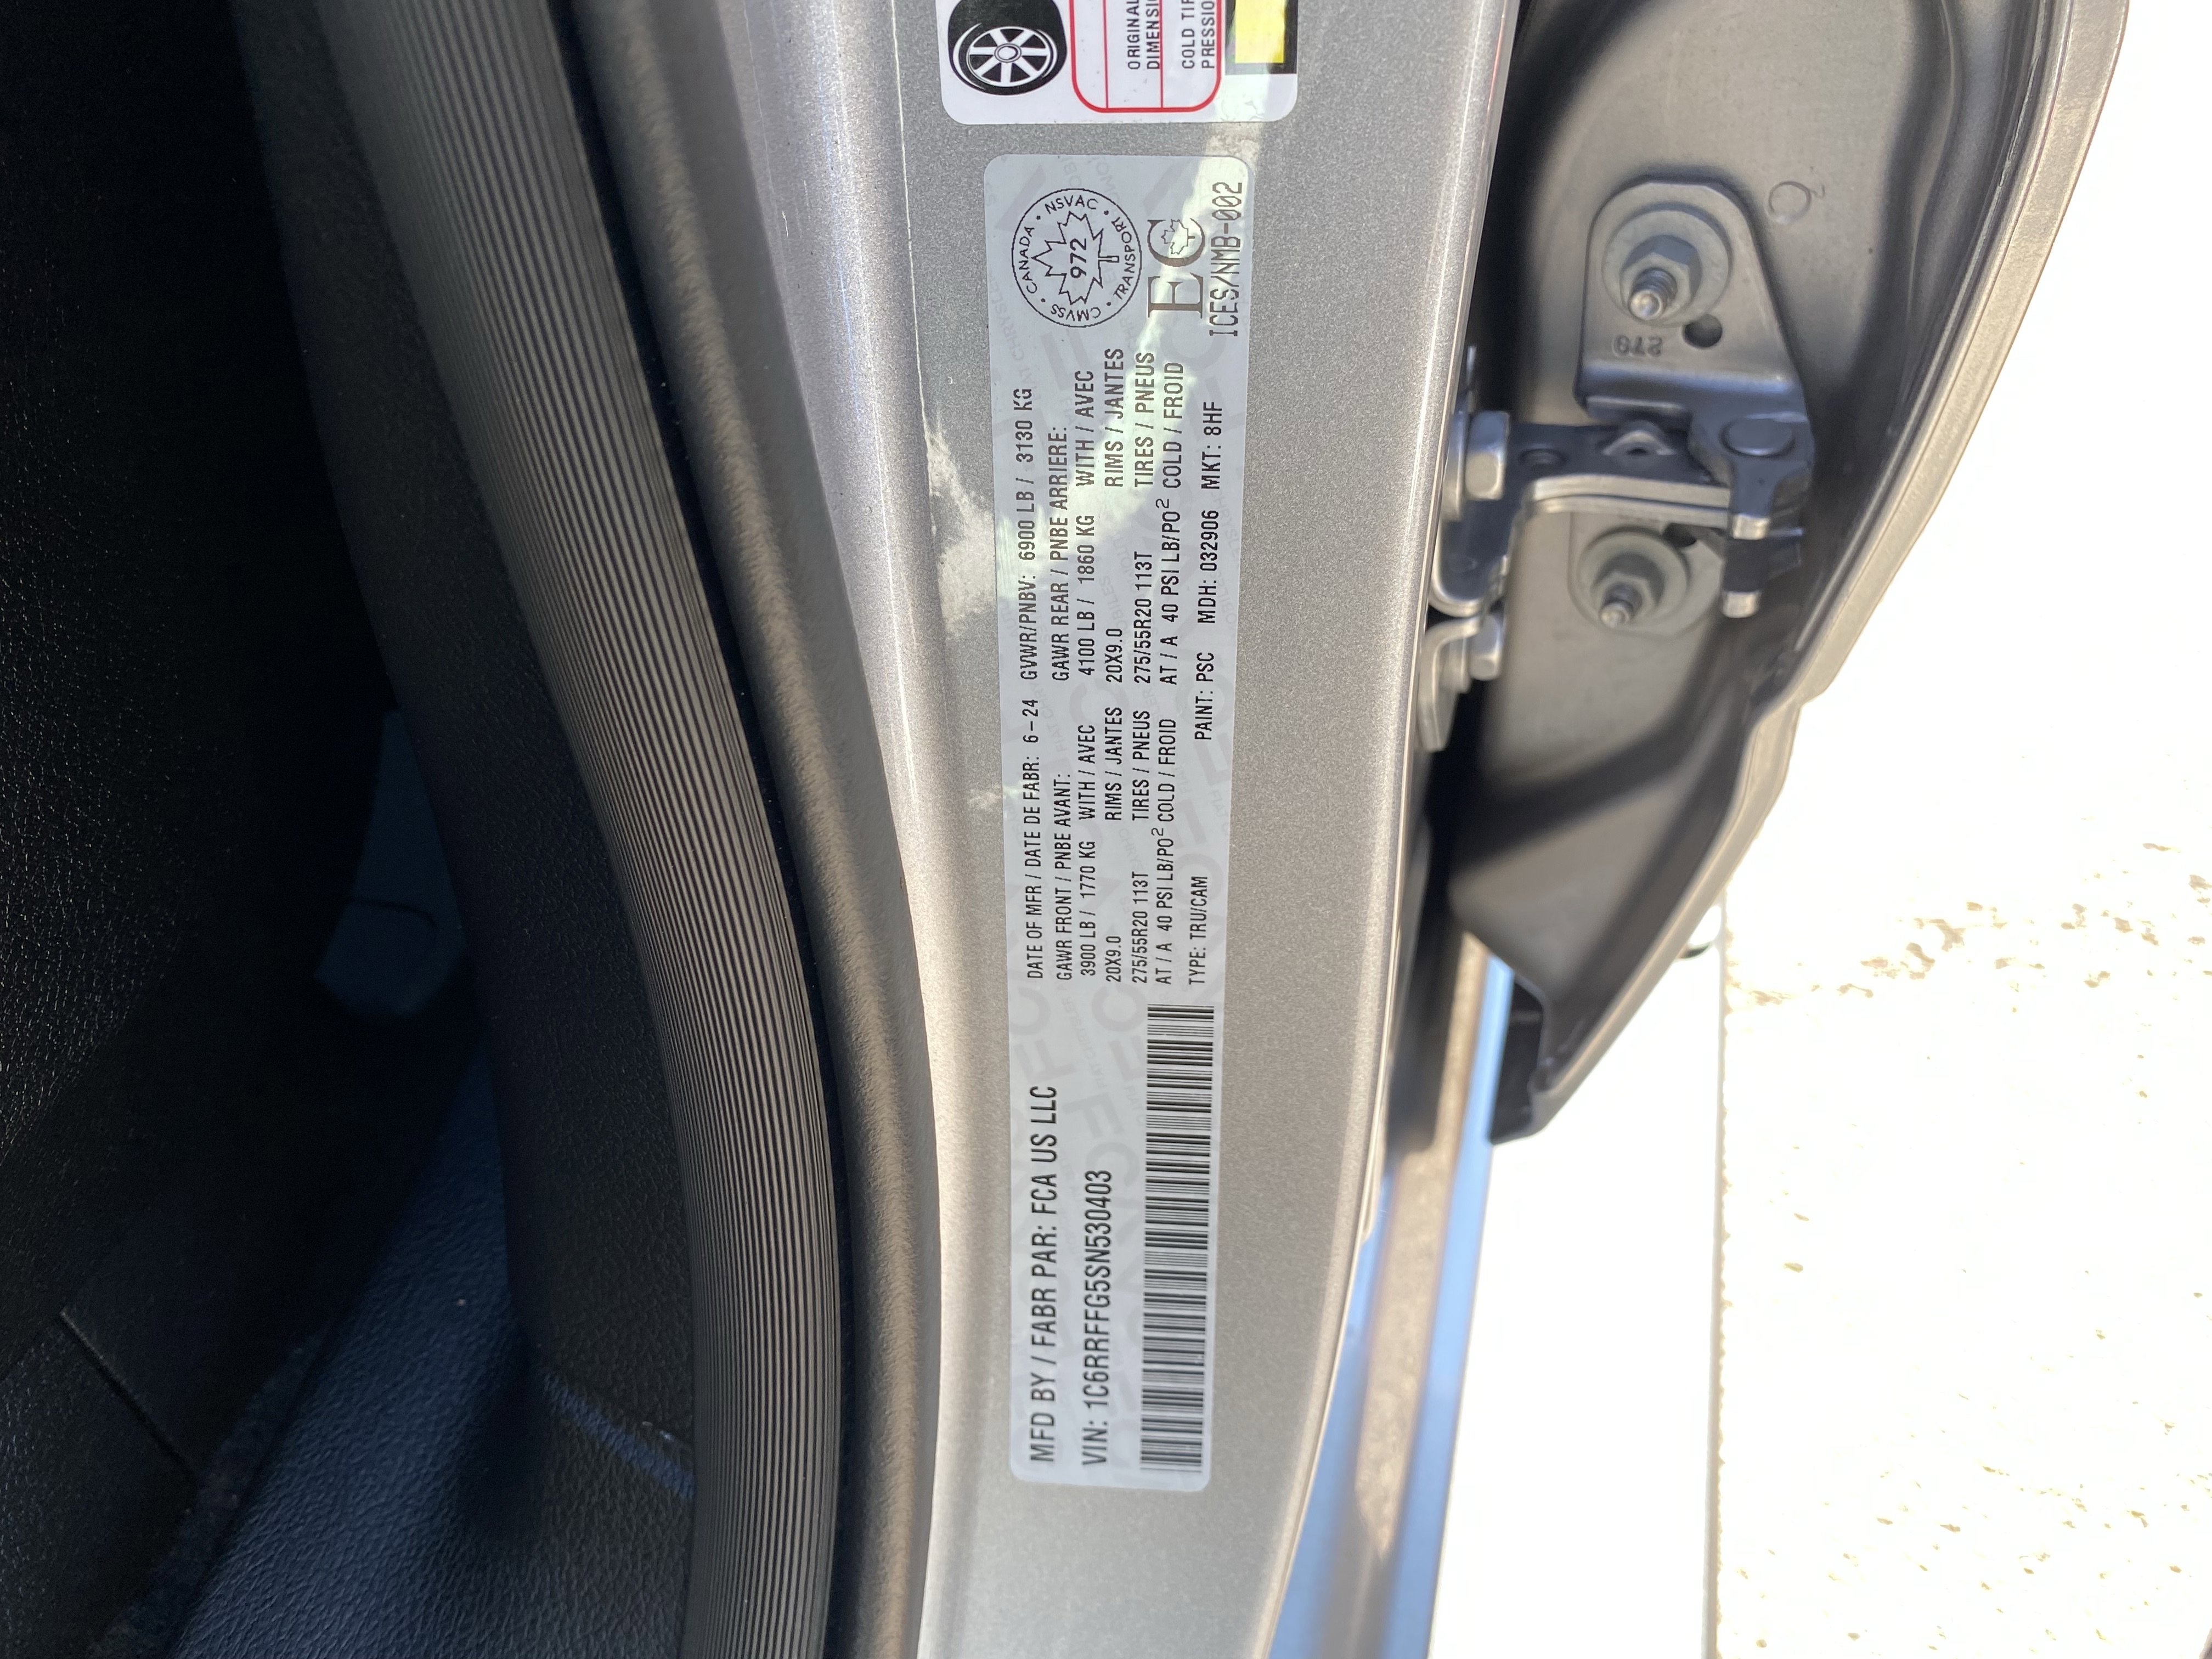 MFD BY / FABR PAR: FCA US LLC
VIN: 1C6RRFFG5SN530403
DATE OF MFR / DATE DE FABR: 6-24 GVWR/PNBV: 6900 LB / 3130 KG
GAWR FRONT / PNBE AVANT: GAWR REAR / PNBE ARRIERE:
3900 LB / 1770 KG WITH / AVEC 4100 LB / 1860 KG WITH / AVEC
20X9.0 RIMS / JANTES 20X9.0 RIMS / JANTES
275/55R20 113T TIRES / PNEUS 275/55R20 113T TIRES / PNEUS
AT / A 40 PSI LB/PO² COLD / FROID AT / A 40 PSI LB/PO² COLD / FROID
TYPE: TRU/CAM PAINT: PSC MDH: 032906 MKT: 8HF
CANADA • NSVAC • TRANSPORT • CMVSS •
972
EC
ICES/NMB-002
ORIGINAL
COLD
279